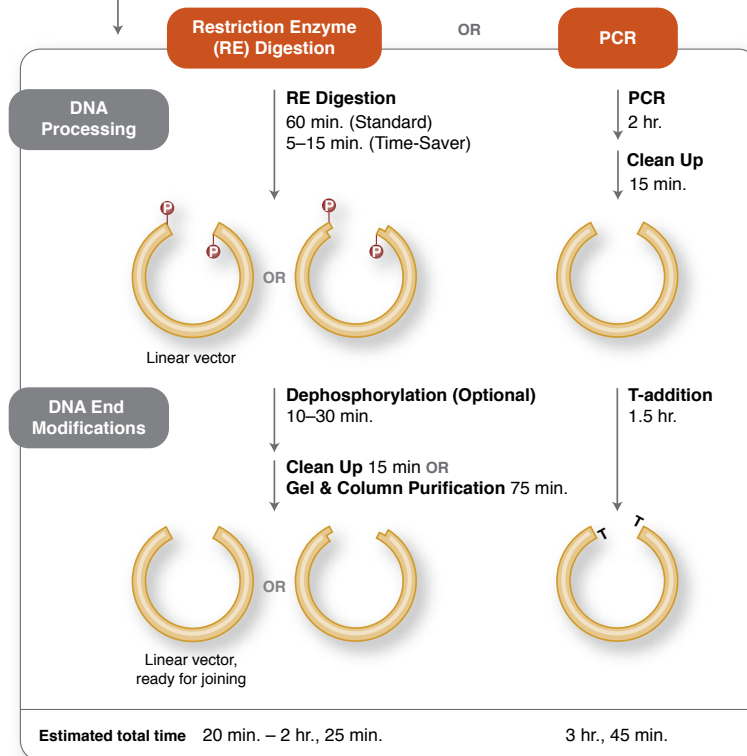 Restriction Enzyme
(RE) Digestion
OR
PCR
DNA
Processing
RE Digestion
60 min. (Standard)
5–15 min. (Time-Saver)
PCR
2 hr.
Clean Up
15 min.
P
P
OR
P
P
Linear vector
DNA End
Modifications
Dephosphorylation (Optional)
10–30 min.
Clean Up 15 min OR
Gel & Column Purification 75 min.
T-addition
1.5 hr.
OR
T
T
Linear vector,
ready for joining
Estimated total time 20 min. – 2 hr., 25 min. 3 hr., 45 min.